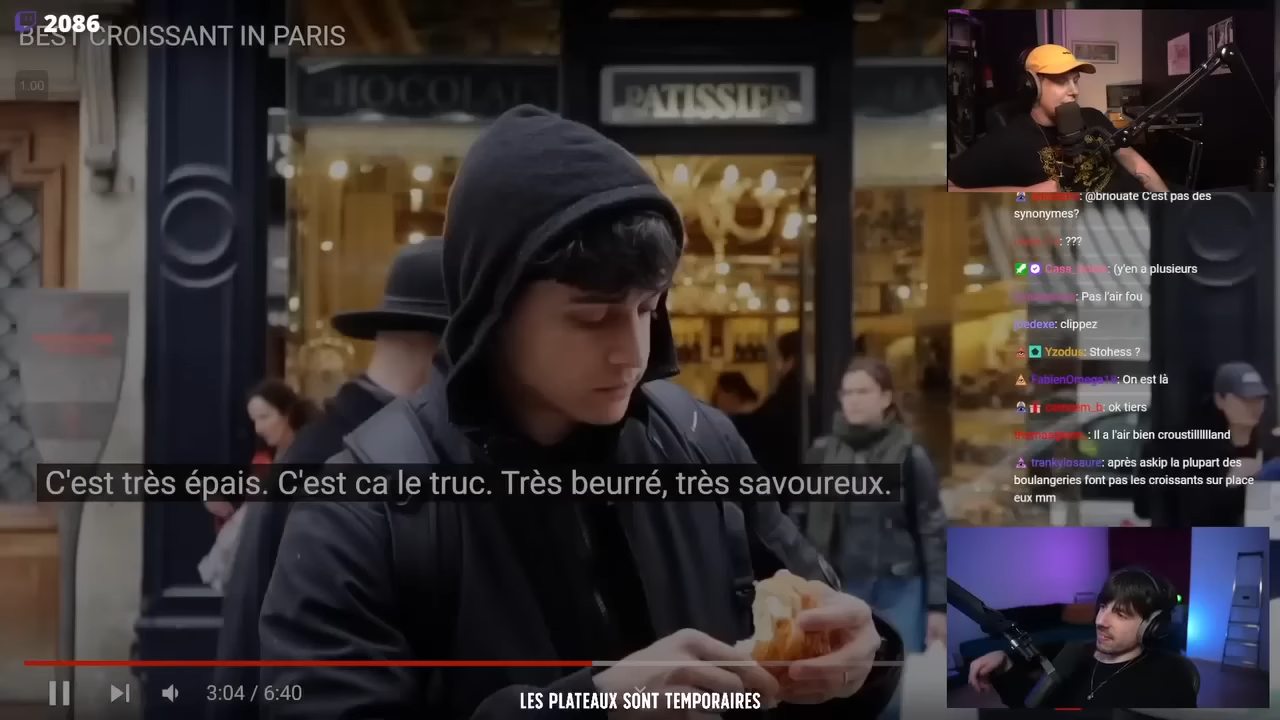 2086
BEST CROISSANT IN PARIS
1.00
CHOCOLAT
PATISSIER
: @briouate C'est pas des
synonymes?
: ???
: (y'en a plusieurs
: Pas l'air fou
: clippez
Yzodus: Stohess ?
FabienOmega12: On est là
: ok tiers
: Il a l'air bien croustilllllland
trankylosaure: après askip la plupart des
boulangeries font pas les croissants sur place
eux mm
C'est très épais. C'est ca le truc. Très beurré, très savoureux.
3:04 / 6:40
LES PLATEAUX SONT TEMPORAIRES